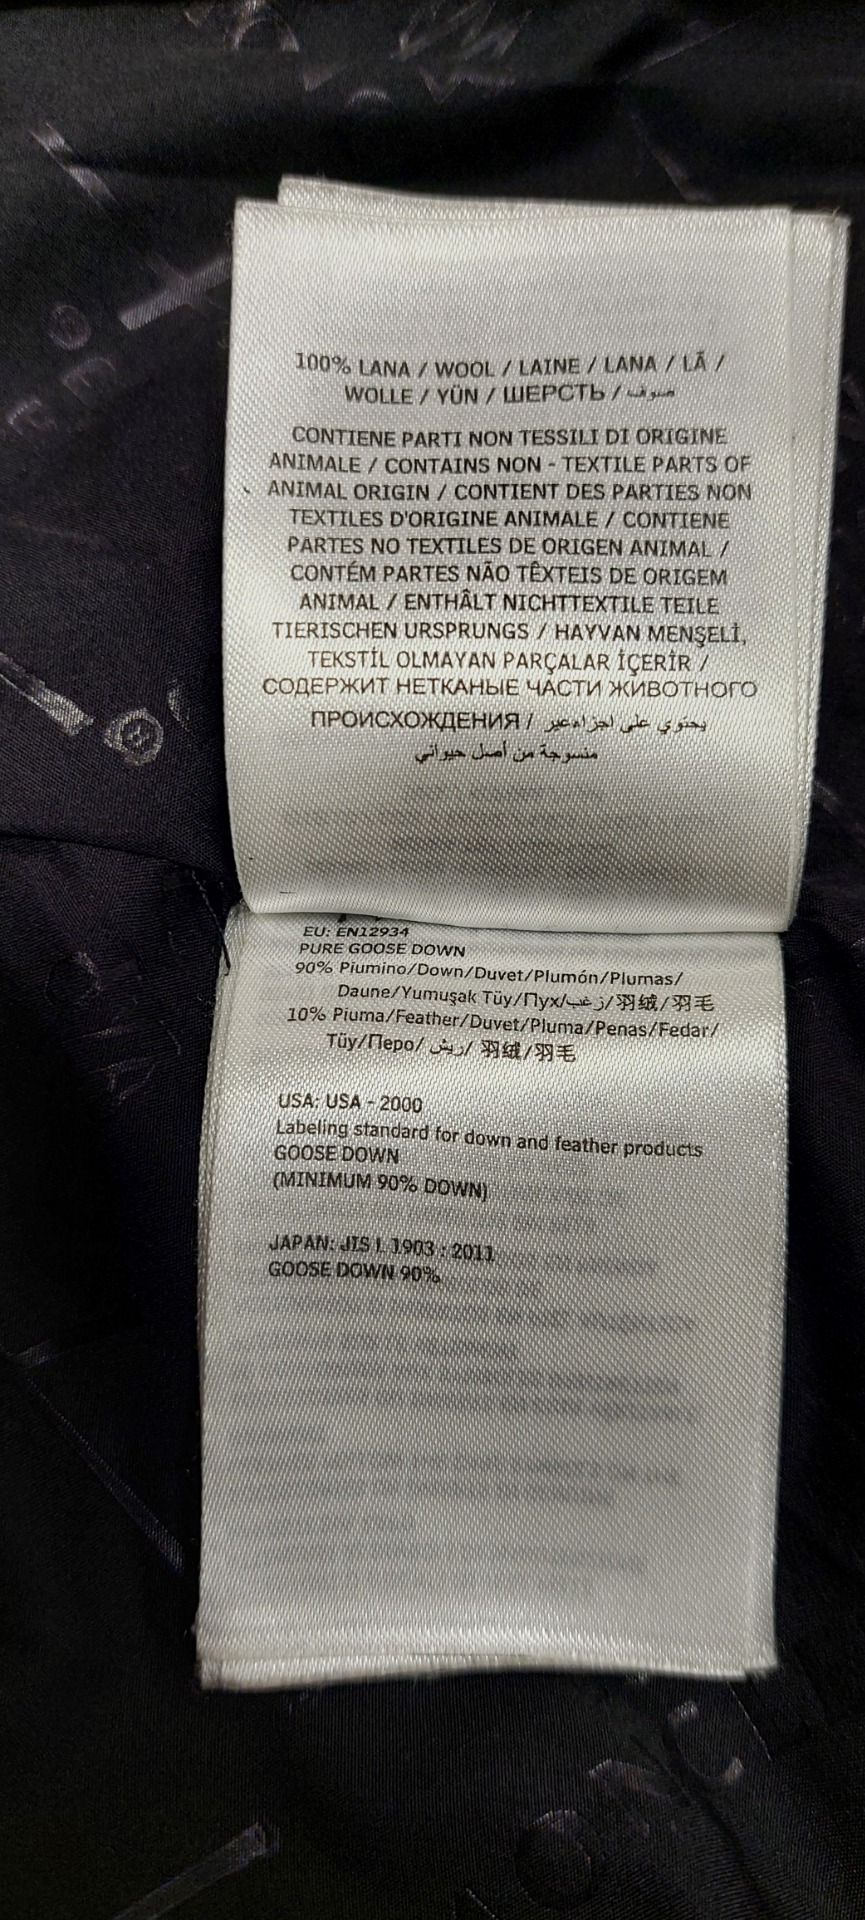 100% LANA / WOOL / LAINE / LANA / LÃ /
WOLLE / YÜN / ШЕРСТЬ / صوف
CONTIENE PARTI NON TESSILI DI ORIGINE
ANIMALE / CONTAINS NON - TEXTILE PARTS OF
ANIMAL ORIGIN / CONTIENT DES PARTIES NON
TEXTILES D'ORIGINE ANIMALE / CONTIENE
PARTES NO TEXTILES DE ORIGEN ANIMAL /
CONTÉM PARTES NÃO TÊXTEIS DE ORIGEM
ANIMAL / ENTHÂLT NICHTTEXTILE TEILE
TIERISCHEN URSPRUNGS / HAYVAN MENŞELİ,
TEKSTİL OLMAYAN PARÇALAR İÇERİR /
СОДЕРЖИТ НЕТКАНЫЕ ЧАСТИ ЖИВОТНОГО
ПРОИСХОЖДЕНИЯ / يحتوي على اجزاءغير
منسوجة من أصل حيواني
EU: EN12934
PURE GOOSE DOWN
90% Piumino/Down/Duvet/Plumón/Plumas/
Daune/Yumuşak Tüy/Пух/زغب/羽绒/羽毛
10% Piuma/Feather/Duvet/Pluma/Penas/Fedar/
Tüy/Перо/ ريش/ 羽绒/羽毛
USA: USA - 2000
Labeling standard for down and feather products
GOOSE DOWN
(MINIMUM 90% DOWN)
JAPAN: JIS L 1903 : 2011
GOOSE DOWN 90%